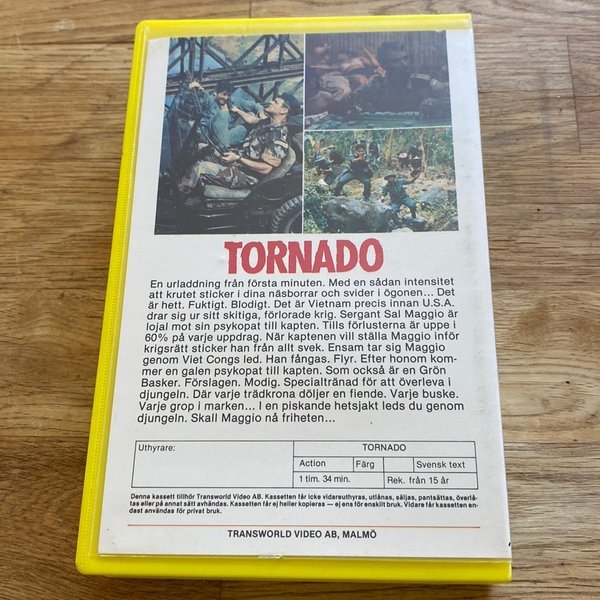 TORNADO
En urladdning från första minuten. Med en sådan intensitet
att krutet sticker i dina näsborrar och svider i ögonen... Det
är hett. Fuktigt. Blodigt. Det är Vietnam precis innan U.S.A.
drar sig ur sitt skitiga, förlorade krig. Sergant Sal Maggio är
lojal mot sin psykopat till kapten. Tills förlusterna är uppe i
60% på varje uppdrag. När kaptenen vill ställa Maggio inför
krigsrätt sticker han från allt svek. Ensam tar sig Maggio
genom Viet Congs led. Han fångas. Flyr. Efter honom kom-
mer en galen psykopat till kapten. Som också är en Grön
Basker. Förslagen. Modig. Specialtränad för att överleva i
djungeln. Där varje trädkrona döljer en fiende. Varje buske.
Varje grop i marken... I en piskande hetsjakt leds du genom
djungeln. Skall Maggio nå friheten...
Uthyrare:
TORNADO
Action Färg Svensk text
1 tim. 34 min. Rek. från 15 år
Denna kassett tillhör Transworld Video AB. Kassetten får icke vidareuthyras, utlånas, säljas, pantsättas, överlå-
tas eller på annat sätt avhändas. Kassetten får ej heller kopieras — ej ens för enskilt bruk. Vidare får kassetten en-
dast användas för privat bruk.
TRANSWORLD VIDEO AB, MALMÖ